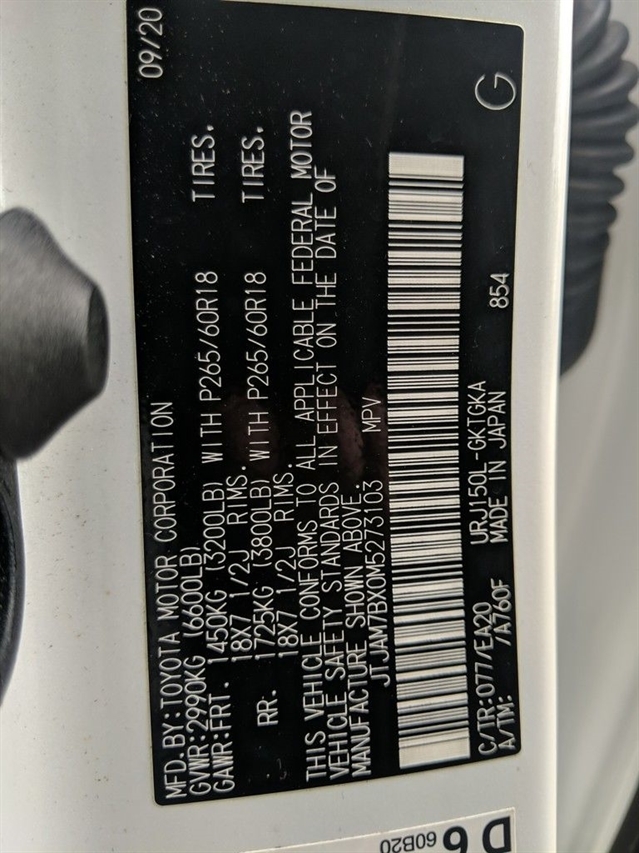 MFD.BY:TOYOTA MOTOR CORPORATION 09/20
GVWR:2990KG (6600LB)
GAWR:FRT. 1450KG (3200LB) WITH P265/60R18 TIRES.
18X7 1/2J RIMS.
RR. 1725KG (3800LB) WITH P265/60R18 TIRES.
18X7 1/2J RIMS.
THIS VEHICLE CONFORMS TO ALL APPLICABLE FEDERAL MOTOR
VEHICLE SAFETY STANDARDS IN EFFECT ON THE DATE OF
MANUFACTURE SHOWN ABOVE.
JTJAM7BX0M5273103 MPV
C/TR:077/EA20 URJ150L-GKTGKA
A/TM: /A760F MADE IN JAPAN 854 G
D 6
60B20